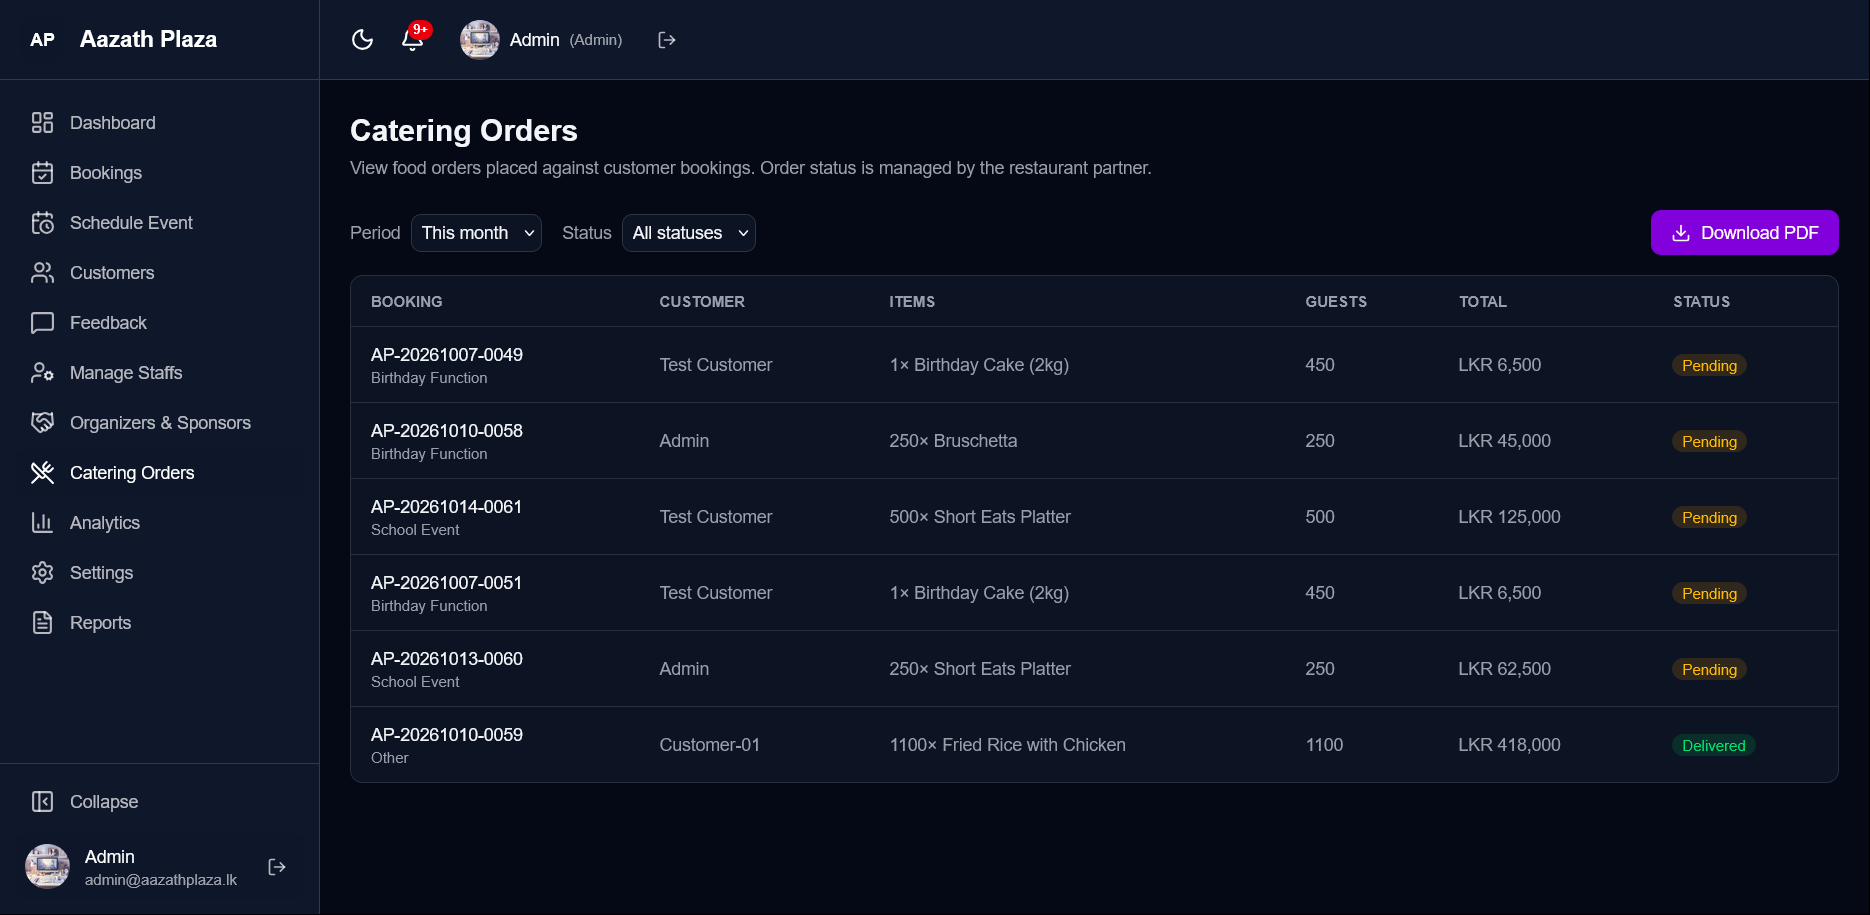 AP Aazath Plaza
9+
Admin (Admin)
Dashboard
Bookings
Schedule Event
Customers
Feedback
Manage Staffs
Organizers & Sponsors
Catering Orders
Analytics
Settings
Reports
Collapse
Admin
admin@aazathplaza.lk
Catering Orders
View food orders placed against customer bookings. Order status is managed by the restaurant partner.
Period This month Status All statuses Download PDF
BOOKING CUSTOMER ITEMS GUESTS TOTAL STATUS
AP-20261007-0049
Birthday Function
Test Customer 1× Birthday Cake (2kg) 450 LKR 6,500 Pending
AP-20261010-0058
Birthday Function
Admin 250× Bruschetta 250 LKR 45,000 Pending
AP-20261014-0061
School Event
Test Customer 500× Short Eats Platter 500 LKR 125,000 Pending
AP-20261007-0051
Birthday Function
Test Customer 1× Birthday Cake (2kg) 450 LKR 6,500 Pending
AP-20261013-0060
School Event
Admin 250× Short Eats Platter 250 LKR 62,500 Pending
AP-20261010-0059
Other
Customer-01 1100× Fried Rice with Chicken 1100 LKR 418,000 Delivered